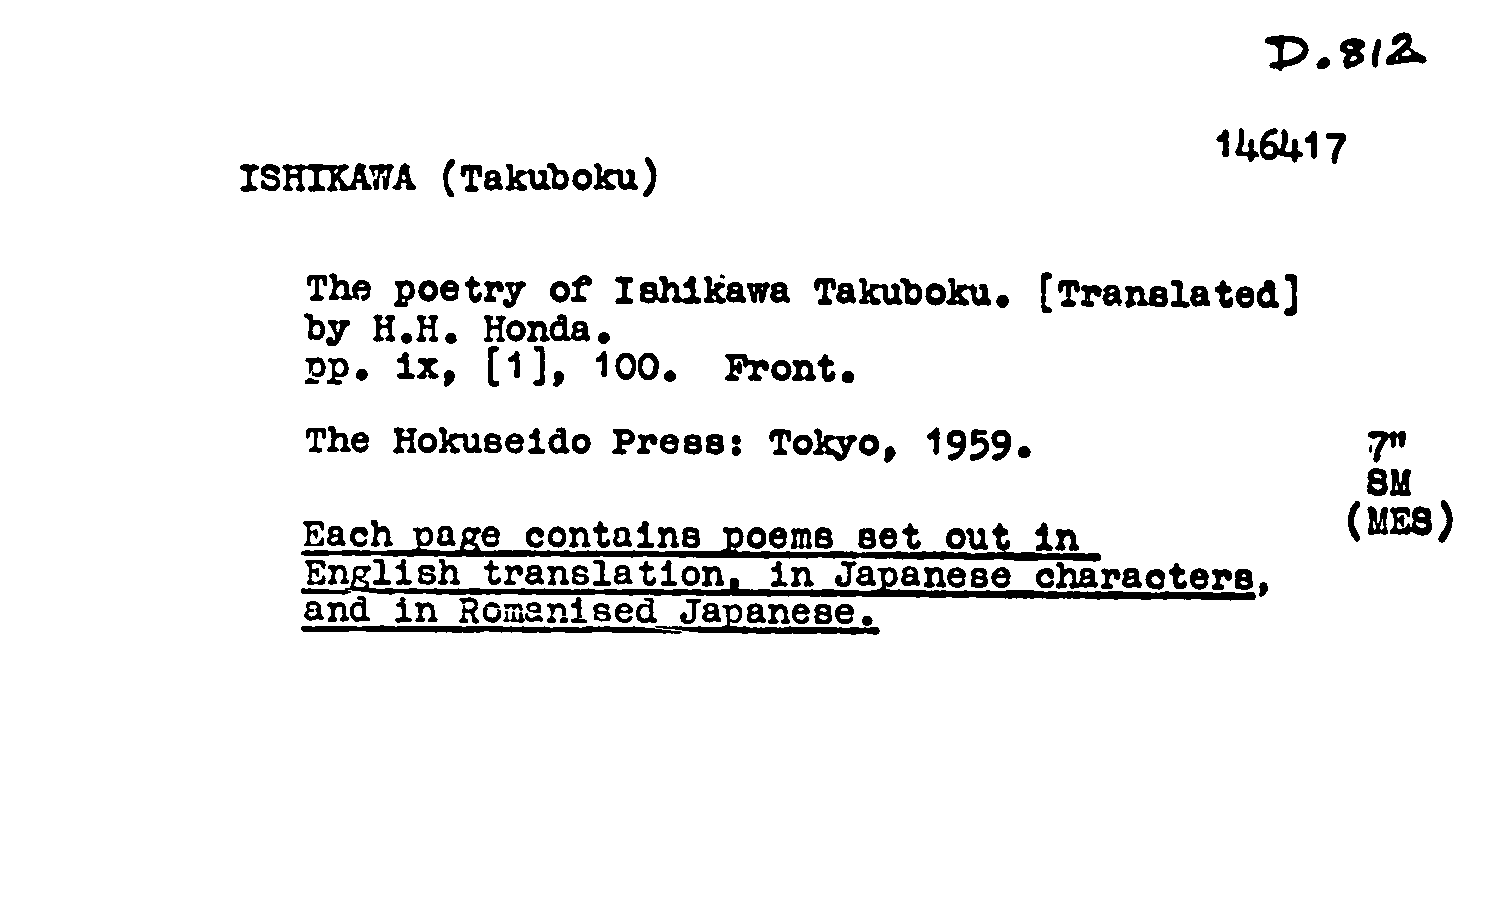 D.812
146417
ISHIKAWA (Takuboku)
The poetry of Ishikawa Takuboku. [Translated]
by H.H. Honda.
pp. ix, [1], 100. Front.
The Hokuseido Press: Tokyo, 1959.
7"
SM
(MES)
Each page contains poems set out in
English translation, in Japanese characters,
and in Romanised Japanese.